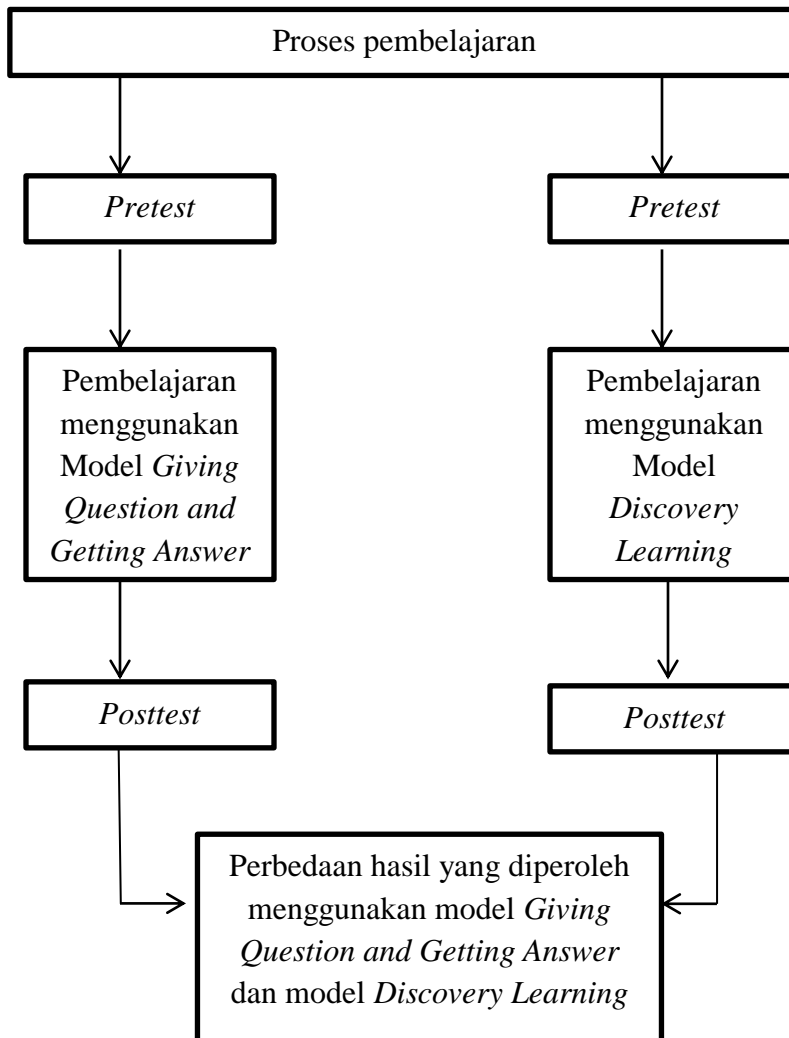 Proses pembelajaran
Pretest
Pretest
Pembelajaran
menggunakan
Model Giving
Question and
Getting Answer
Pembelajaran
menggunakan
Model
Discovery
Learning
Posttest
Posttest
Perbedaan hasil yang diperoleh
menggunakan model Giving
Question and Getting Answer
dan model Discovery Learning